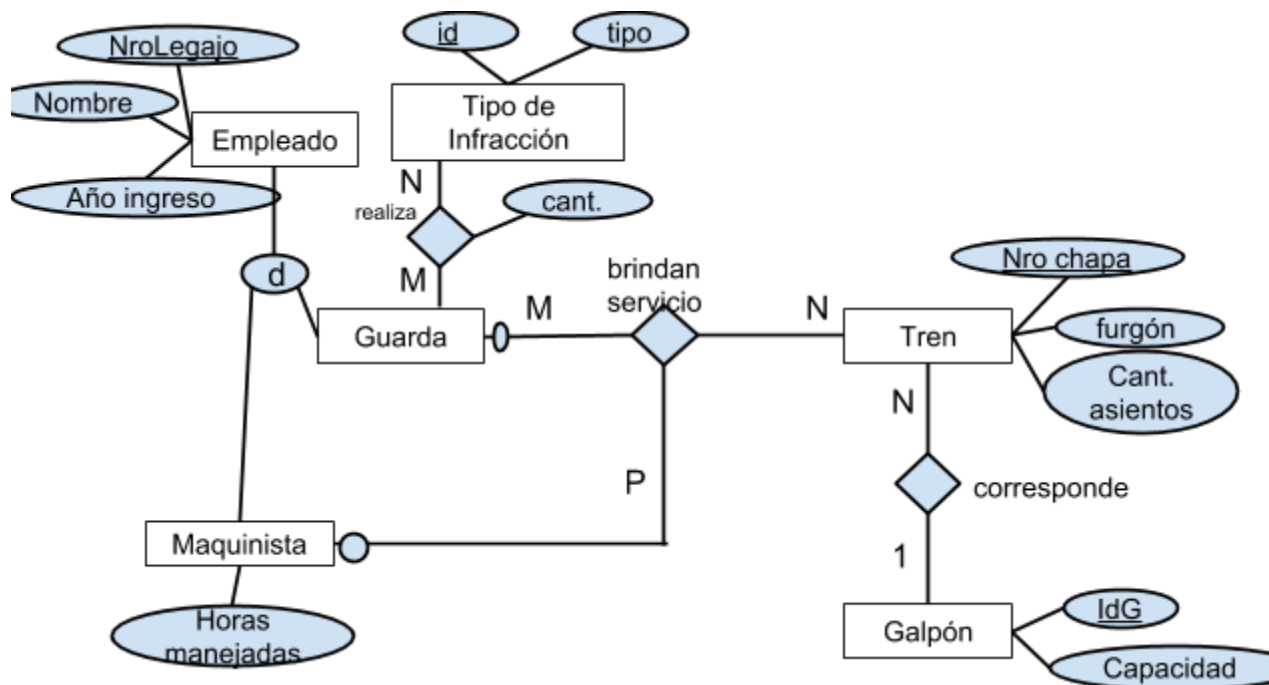 NroLegajo
id
tipo
Nombre
Tipo de
Infracción
Empleado
Año ingreso
N
realiza
cant.
M
d
brindan
servicio
Nro chapa
Guarda
M
N
Tren
furgón
Cant.
asientos
N
P
corresponde
Maquinista
1
Horas
manejadas
Galpón
IdG
Capacidad